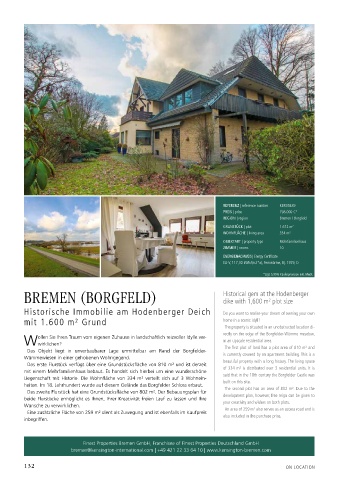 REFERENZ | reference number
PREIS | price
REGION | region Bremen / Borgfeld
GRUNDSTÜCK | plot
WOHNFLÄCHE | livingarea 334 m²
OBJEKTART | property type Mehrfamilienhaus
ZIMMER | rooms 10
ENERGIEAUSWEIS | energy certificate
BREMEN (BORGFELD)
Historische Immobilie am Hodenberger Deich
mit 1.600 m² Grund
Wollen Sie Ihren Traum vom eigenen Zuhause in landschaftlich reizvoller Idylle verwirklichen?
Das Objekt liegt in unverbaubarer Lage unmittelbar am Rand der Borgfelder-
Wümmewiesen in einer gehobenen Wohngegend.
Das erste Flurstück verfügt über eine Grundstücksfläche von 810 m² und ist derzeit
mit einem Mehrfamilienhaus bebaut. Es handelt sich hierbei um eine wunderschöne
Liegenschaft mit Historie. Die Wohnfläche von 334 m² verteilt sich auf 3 Wohneinheiten. Im 18. Jahrhundert wurde auf diesem Gelände das Borgfelder Schloss erbaut.
Das zweite Flurstück hat eine Grundstücksfläche von 803 m². Der Bebauungsplan für
beide Flurstücke ermöglicht es Ihnen, Ihrer Kreativität freien Lauf zu lassen und Ihre
Wünsche zu verwirklichen.
Eine zusätzliche Fläche von 259 m² dient als Zuwegung und ist ebenfalls im Kaufpreis
inbegriffen.
Historical gem at the Hodenberger
dike with 1,600 m² plot size
Do you want to realise your dream of owning your own
home in a scenic idyll?
The property is situated in an unobstructed location directly on the edge of the Borgfelder-Wümme meadows,
in an upscale residential area.
The first plot of land has a plot area of 810 m² and
is currently covered by an apartment building. This is a
beautiful property with a long history. The living space
of 334 m² is distributed over 3 residential units. It is
said that in the 18th century the Borgfelder Castle was
built on this site.
The second plot has an area of 803 m². Due to the
development plan, however, free reign can be given to
your creativity and wishes on both plots.
An area of 259 m² also serves as an access road and is
also included in the purchase price.
Finest Properties Bremen GmbH, Franchisee of Finest Properties Deutschland GmbH
bremen@kensington-international.com | +49 421 22 33 64 10 | www.kensington-bremen.com
132
ON LOCATION